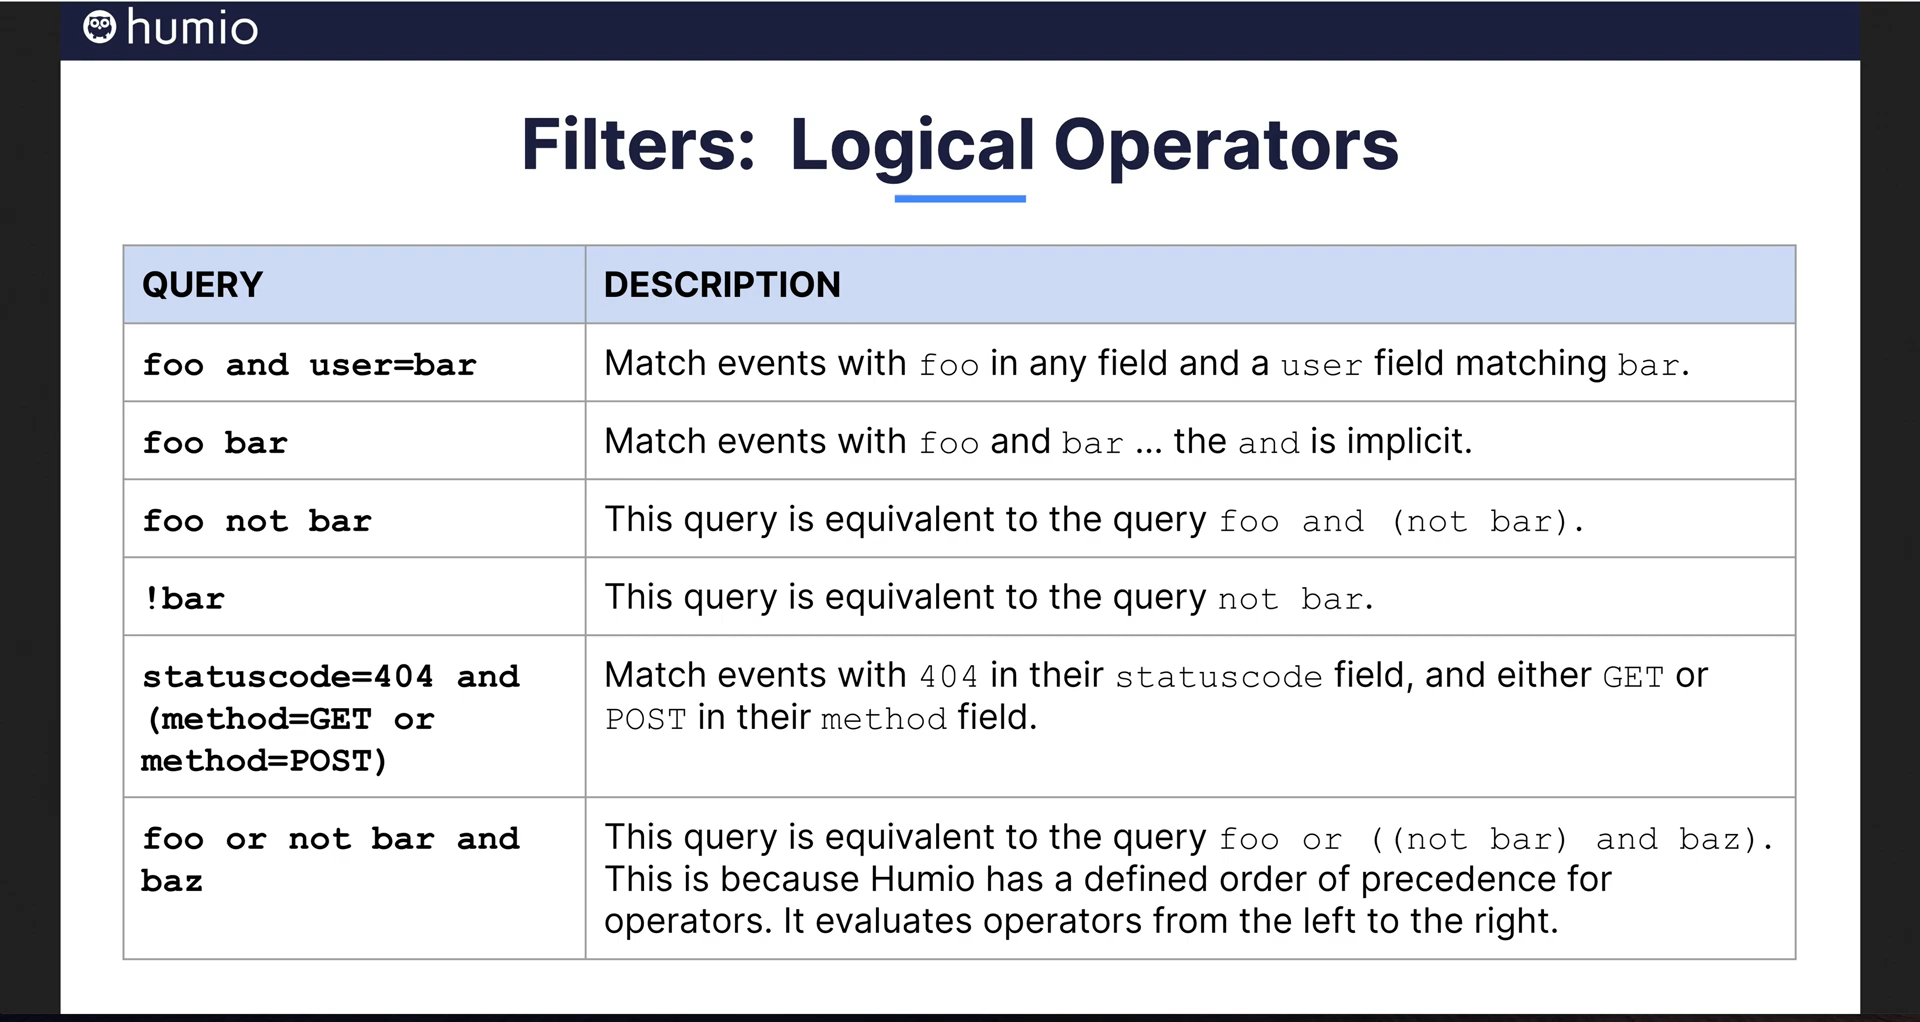 humio
Filters: Logical Operators
QUERY
DESCRIPTION
foo and user=bar
Match events with foo in any field and a user field matching bar.
foo bar
Match events with foo and bar ... the and is implicit.
foo not bar
This query is equivalent to the query foo and (not bar).
!bar
This query is equivalent to the query not bar.
statuscode=404 and
(method=GET or
method=POST)
Match events with 404 in their statuscode field, and either GET or
POST in their method field.
foo or not bar and
baz
This query is equivalent to the query foo or ((not bar) and baz).
This is because Humio has a defined order of precedence for
operators. It evaluates operators from the left to the right.